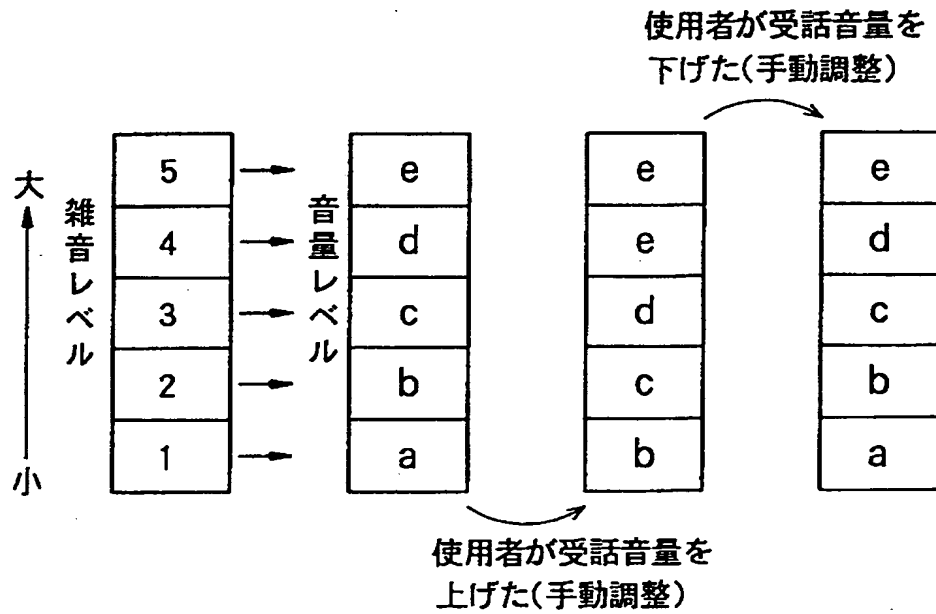 使用者が受話音量を
下げた(手動調整)
大
小
雑音レベル
5
4
3
2
1
音量レベル
e
d
c
b
a
e
e
d
c
b
e
d
c
b
a
使用者が受話音量を
上げた(手動調整)